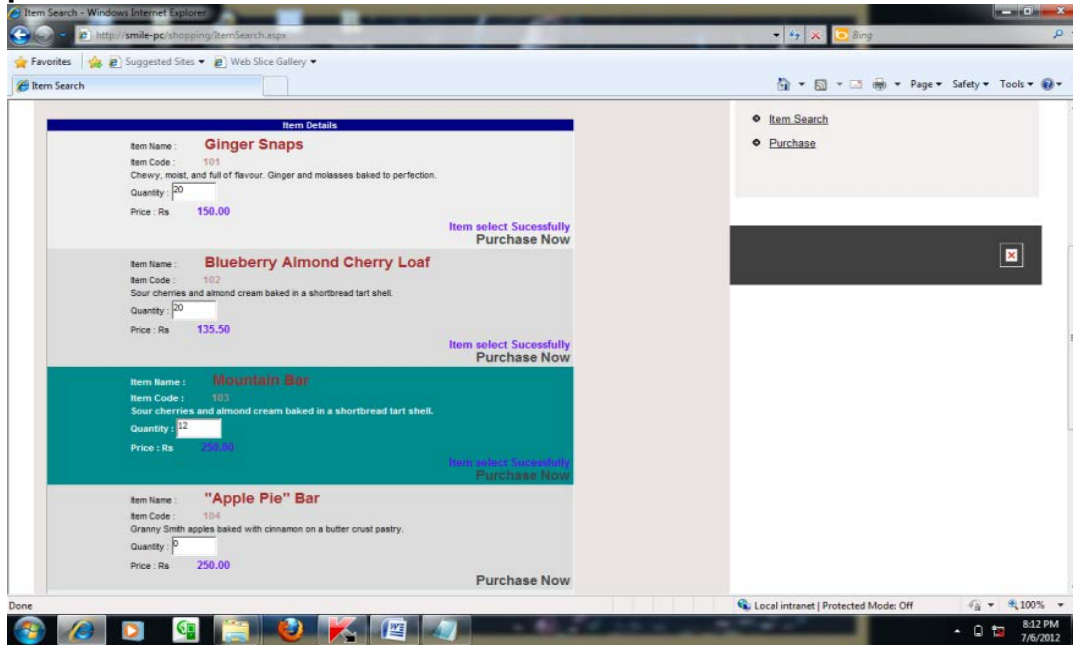 Item Search - Windows Internet Explorer
http://smile-pc/shopping/ItemSearch.aspx
Bing
Favorites Suggested Sites Web Slice Gallery
Item Search
Page Safety Tools
Item Details
Item Name : Ginger Snaps
Item Code : 101
Chewy, moist, and full of flavour. Ginger and molasses baked to perfection.
Quantity : 20
Price : Rs 150.00
Item select Sucessfully
Purchase Now
Item Name : Blueberry Almond Cherry Loaf
Item Code : 102
Sour cherries and almond cream baked in a shortbread tart shell.
Quantity : 20
Price : Rs 135.50
Item select Sucessfully
Purchase Now
Item Name : Mountain Bar
Item Code : 103
Sour cherries and almond cream baked in a shortbread tart shell.
Quantity : 12
Price : Rs 250.00
Item select Sucessfully
Purchase Now
Item Name : "Apple Pie" Bar
Item Code : 104
Granny Smith apples baked with cinnamon on a butter crust pastry.
Quantity : 0
Price : Rs 250.00
Purchase Now
Item Search
Purchase
Done
Local intranet | Protected Mode: Off
100%
8:12 PM
7/6/2012